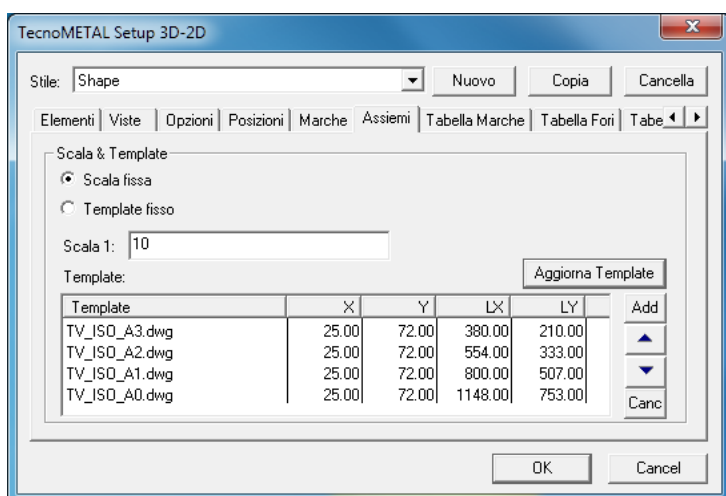 TecnoMETAL Setup 3D-2D
Stile: Shape Nuovo Copia Cancella
Elementi Viste Opzioni Posizioni Marche Assiemi Tabella Marche Tabella Fori Tabe
Scala & Template
Scala fissa
Template fisso
Scala 1: 10
Template: Aggiorna Template
Template X Y LX LY Add
TV_ISO_A3.dwg 25.00 72.00 380.00 210.00
TV_ISO_A2.dwg 25.00 72.00 554.00 333.00
TV_ISO_A1.dwg 25.00 72.00 800.00 507.00
TV_ISO_A0.dwg 25.00 72.00 1148.00 753.00 Canc
OK Cancel